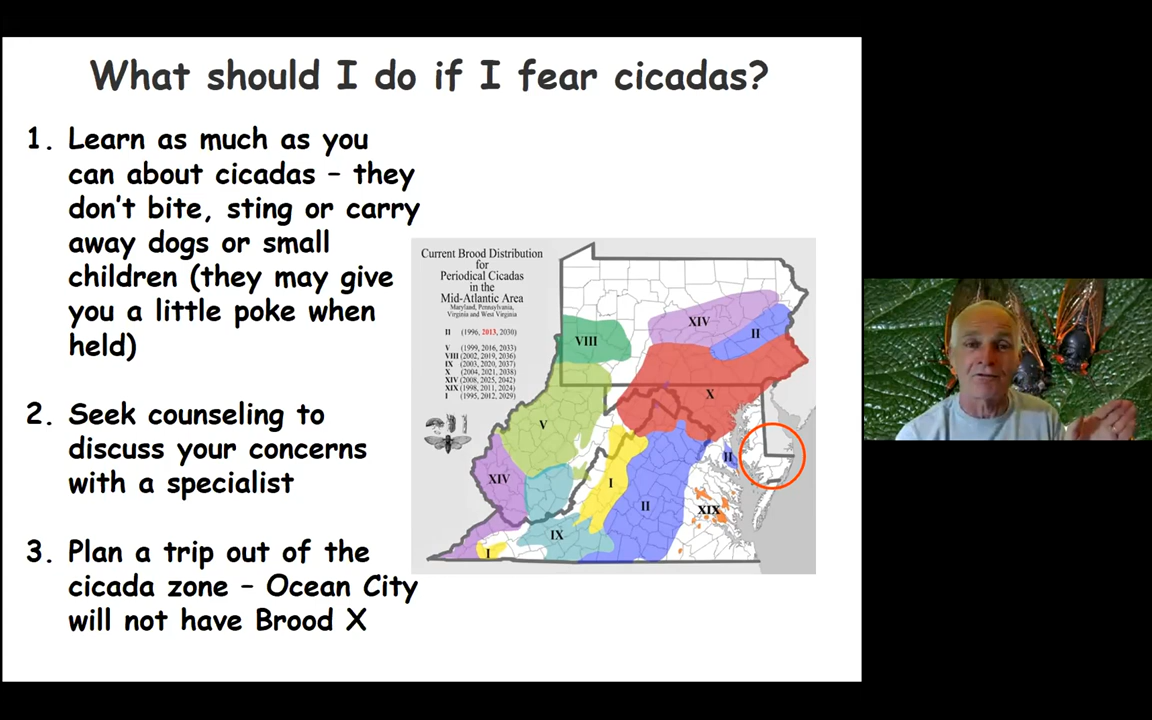 What should I do if I fear cicadas?
1. Learn as much as you
can about cicadas – they
don't bite, sting or carry
away dogs or small
children (they may give
you a little poke when
held)
2. Seek counseling to
discuss your concerns
with a specialist
3. Plan a trip out of the
cicada zone – Ocean City
will not have Brood X
Current Brood Distribution
for
Periodical Cicadas
in the
Mid-Atlantic Area
Maryland, Pennsylvania,
Virginia and West Virginia
II (1996, 2013, 2030)
V (1999, 2016, 2033)
VIII (2002, 2019, 2036)
IX (2003, 2020, 2037)
X (2004, 2021, 2038)
XIV (2008, 2025, 2042)
XIX (1998, 2011, 2024)
I (1995, 2012, 2029)
XIV
II
VIII
X
V
II
XIV
I
II
XIX
IX
I